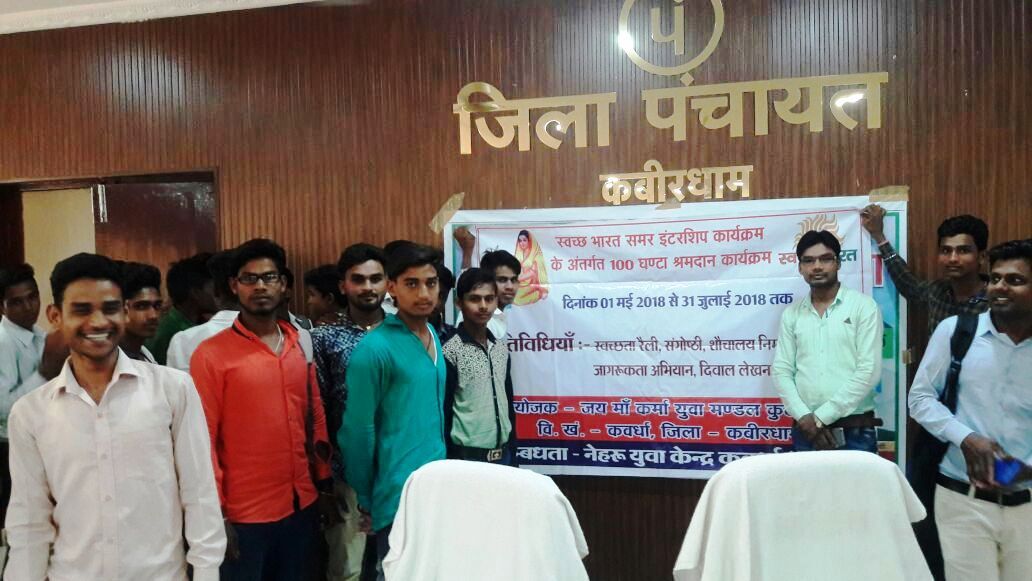 पं
जिला पंचायत
कबीरधाम
स्वच्छ भारत समर इंटरशिप कार्यक्रम
के अंतर्गत 100 घण्टा श्रमदान कार्यक्रम
दिनांक 01 मई 2018 से 31 जुलाई 2018 तक
:- स्वच्छता रैली, संगोष्ठी, शौचालय
जागरूकता अभियान, दिवाल लेखन
- जय माँ कर्मा युवा मण्डल
वि. खं. - कवर्धा, जिला - कबीरधाम
- नेहरू युवा केन्द्र